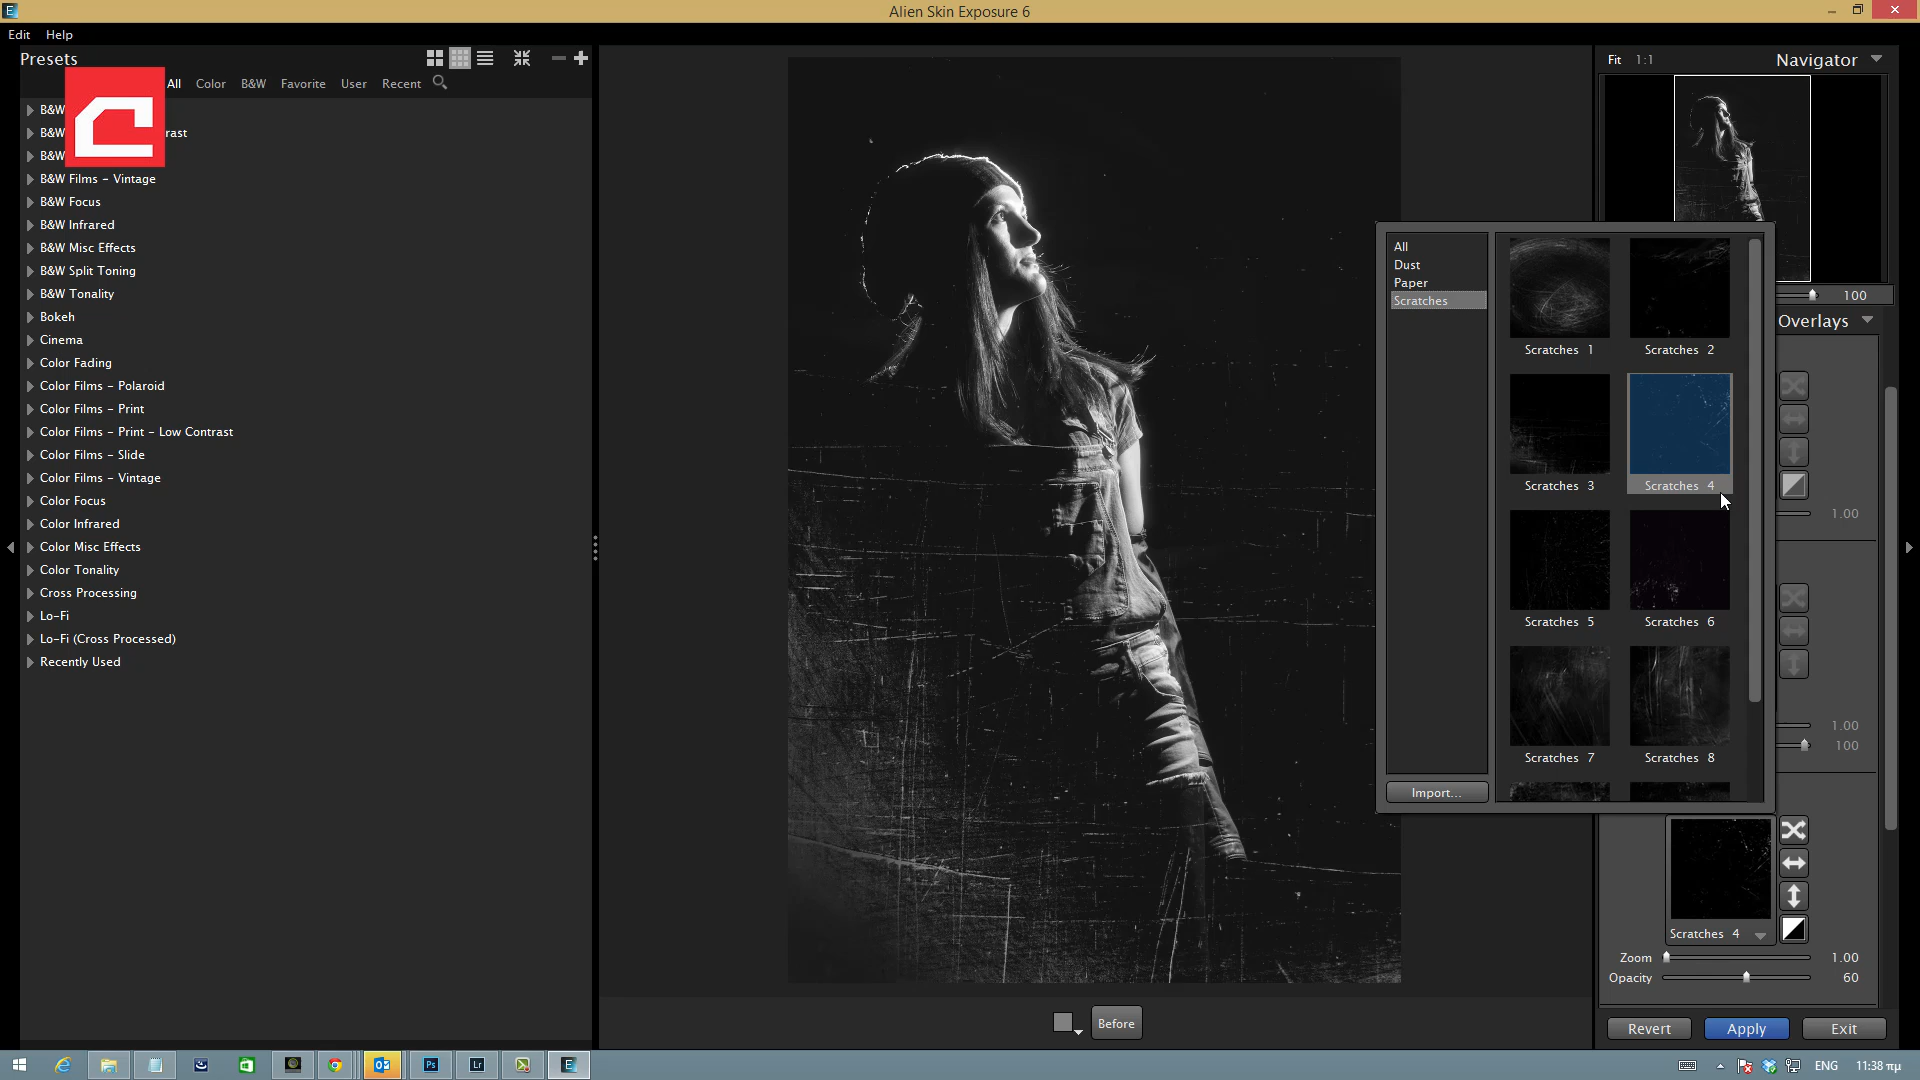 Alien Skin Exposure 6
Edit Help
Presets
All Color B&W Favorite User Recent
B&W
B&W rast
B&W
B&W Films - Vintage
B&W Focus
B&W Infrared
B&W Misc Effects
B&W Split Toning
B&W Tonality
Bokeh
Cinema
Color Fading
Color Films - Polaroid
Color Films - Print
Color Films - Print - Low Contrast
Color Films - Slide
Color Films - Vintage
Color Focus
Color Infrared
Color Misc Effects
Color Tonality
Cross Processing
Lo-Fi
Lo-Fi (Cross Processed)
Recently Used
Before
Fit 1:1 Navigator
100
Overlays
1.00
1.00
100
All
Dust
Paper
Scratches
Import...
Scratches 1 Scratches 2
Scratches 3 Scratches 4
Scratches 5 Scratches 6
Scratches 7 Scratches 8
Scratches 4
Zoom 1.00
Opacity 60
Revert Apply Exit
Ps Lr E
ENG 11:38 πμ